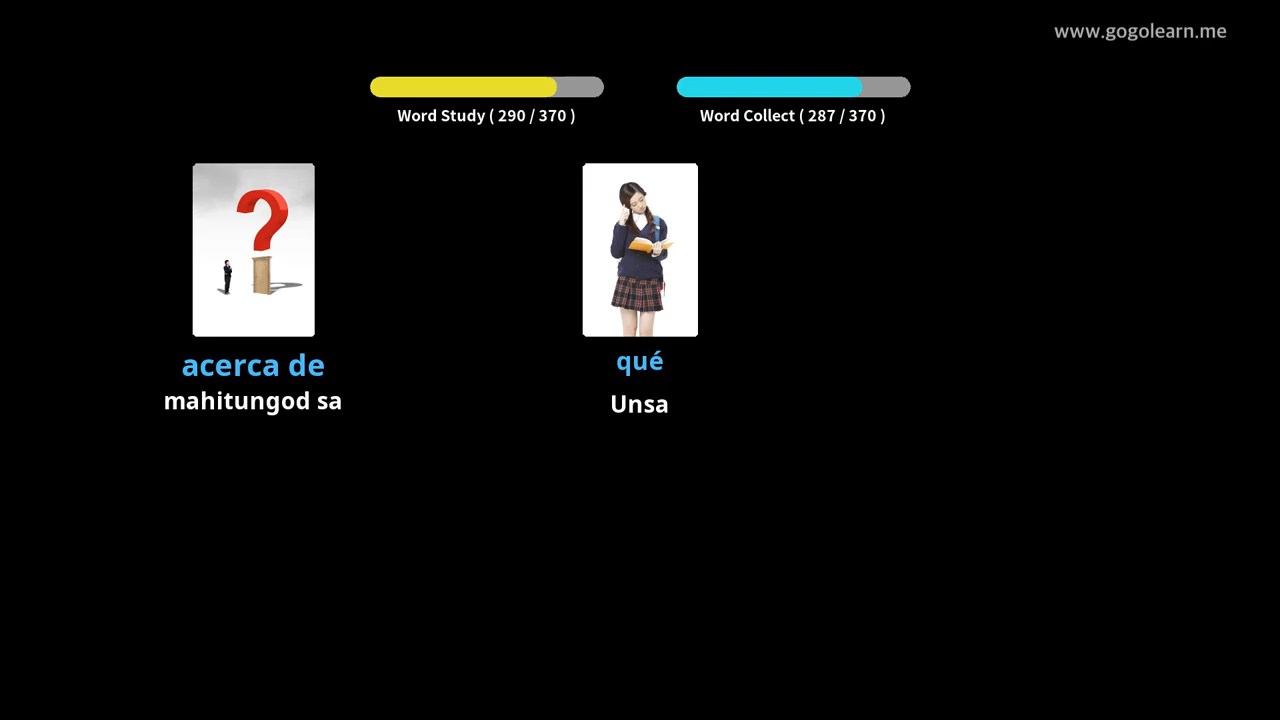 www.gogolearn.me
Word Study ( 290 / 370 )
Word Collect ( 287 / 370 )
acerca de
mahitungod sa
qué
Unsa